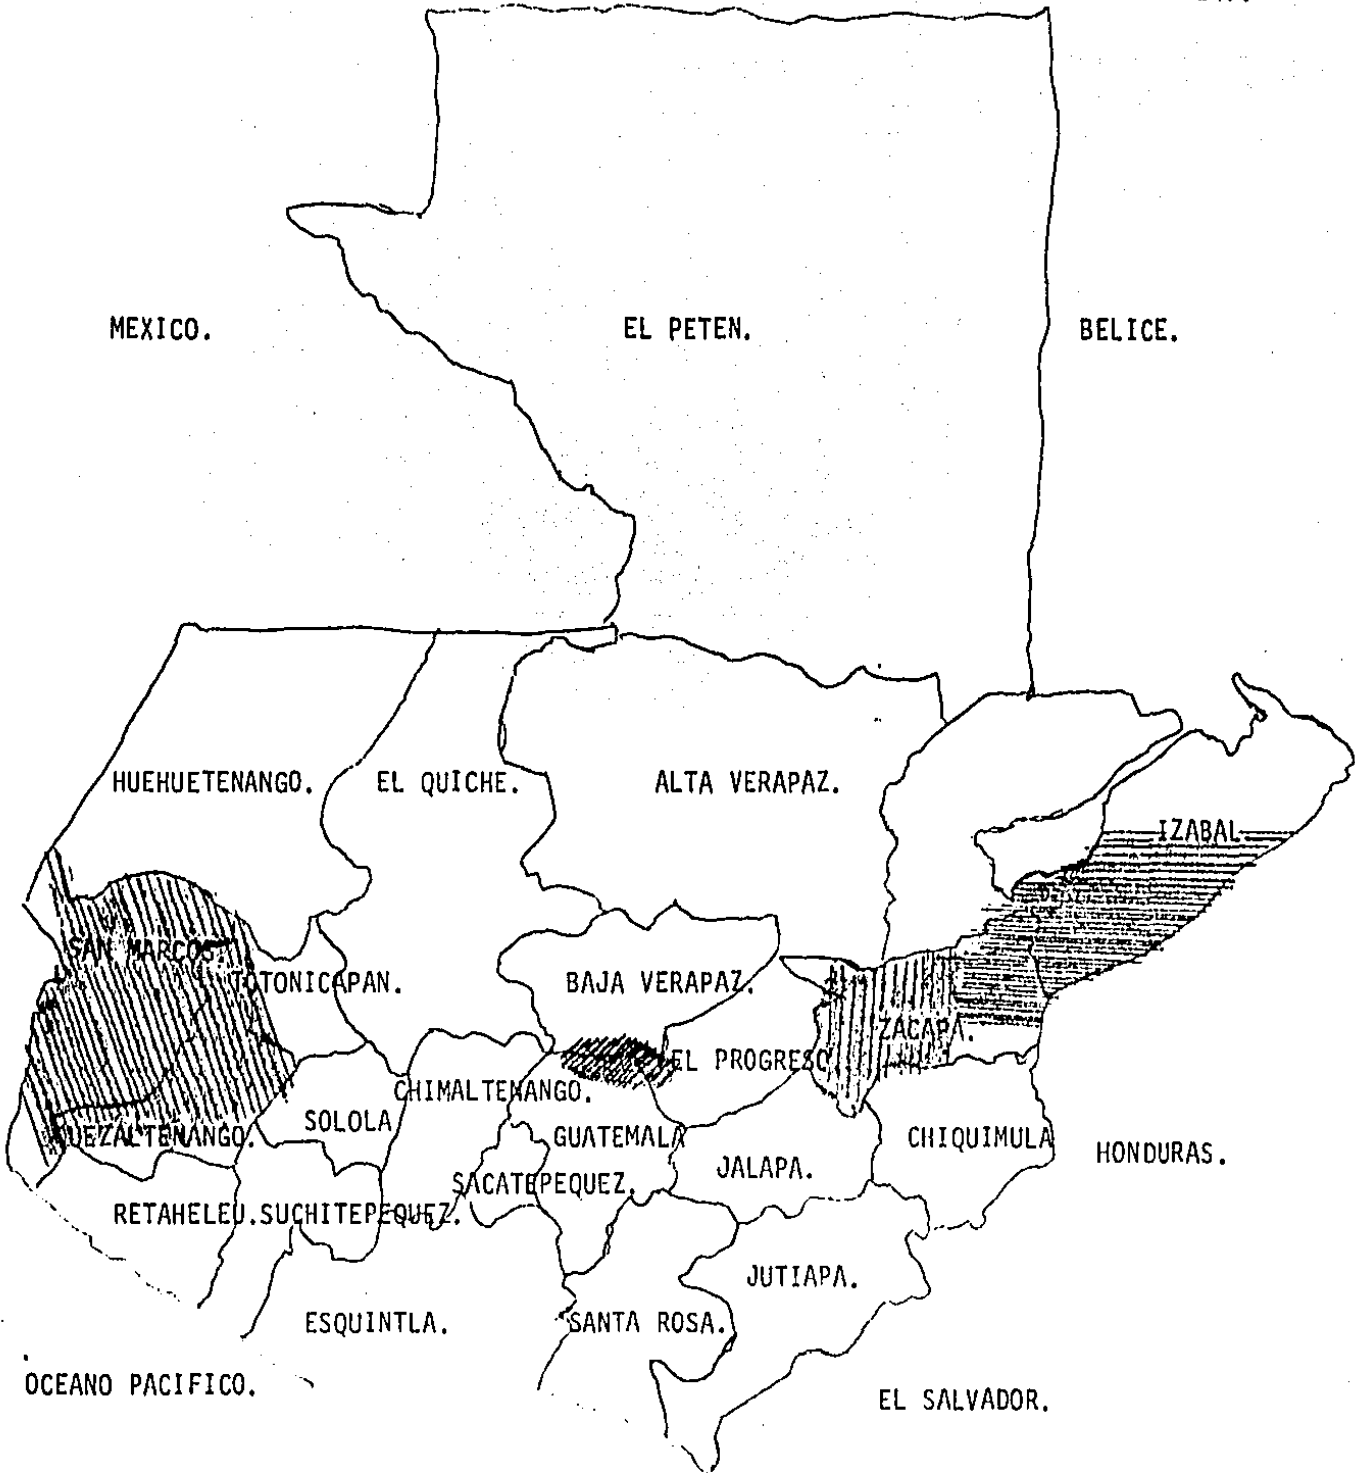 MEXICO.
EL PETEN.
BELICE.
HUEHUETENANGO.
EL QUICHE.
ALTA VERAPAZ.
IZABAL
SAN MARCOS
TOTONICAPAN.
BAJA VERAPAZ.
ZACAPA.
EL PROGRESO
CHIMALTENANGO.
SOLOLA
QUEZALTENANGO.
GUATEMALA
CHIQUIMULA
HONDURAS.
JALAPA.
SACATEPEQUEZ.
RETAHELEU.
SUCHITEPEQUEZ.
JUTIAPA.
ESQUINTLA.
SANTA ROSA.
OCEANO PACIFICO.
EL SALVADOR.